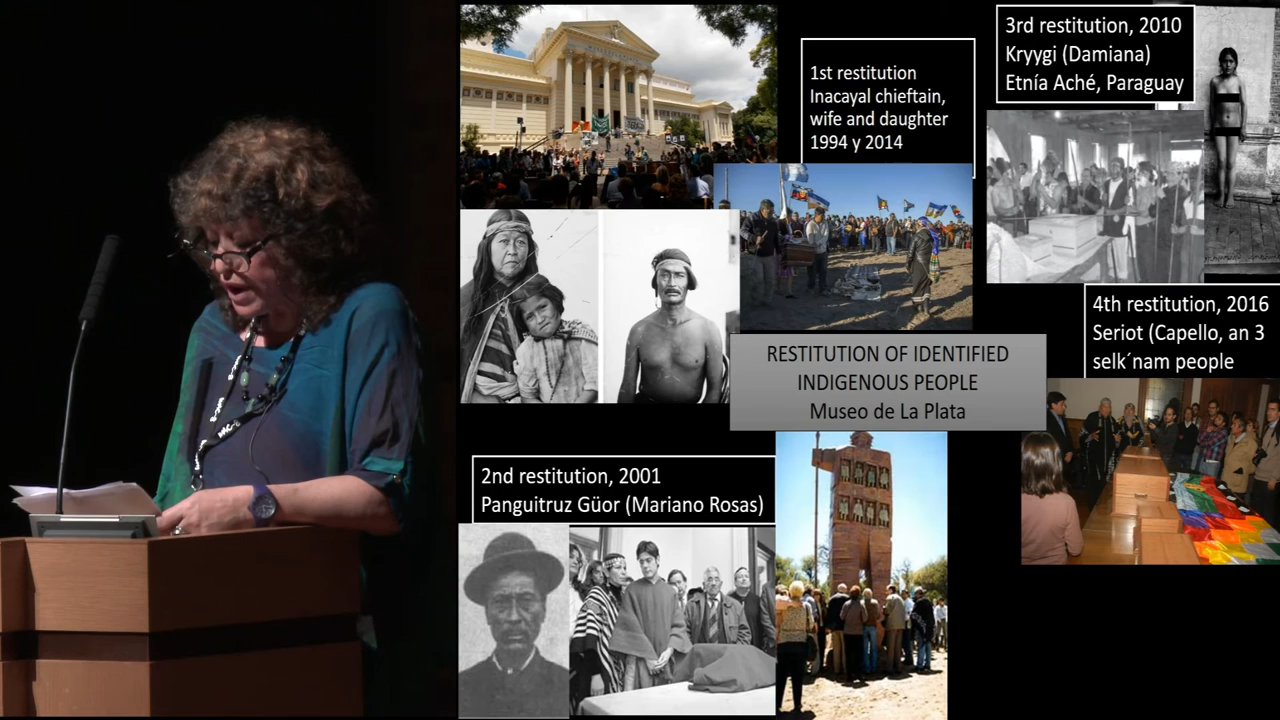 1st restitution
Inacayal chieftain,
wife and daughter
1994 y 2014
3rd restitution, 2010
Kryygi (Damiana)
Etnía Aché, Paraguay
4th restitution, 2016
Seriot (Capello, an 3
selk´nam people
RESTITUTION OF IDENTIFIED
INDIGENOUS PEOPLE
Museo de La Plata
2nd restitution, 2001
Panguitruz Güor (Mariano Rosas)